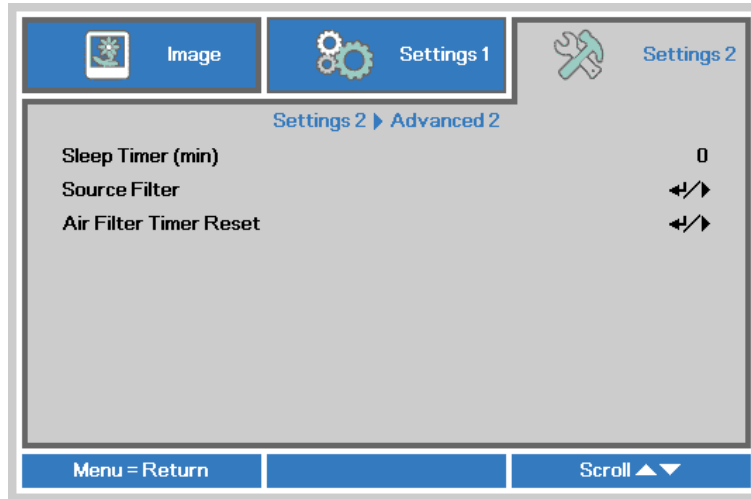 Image
Settings 1
Settings 2
Settings 2 ▶ Advanced 2
Sleep Timer (min) 0
Source Filter ↵/▶
Air Filter Timer Reset ↵/▶
Menu = Return
Scroll ▲▼